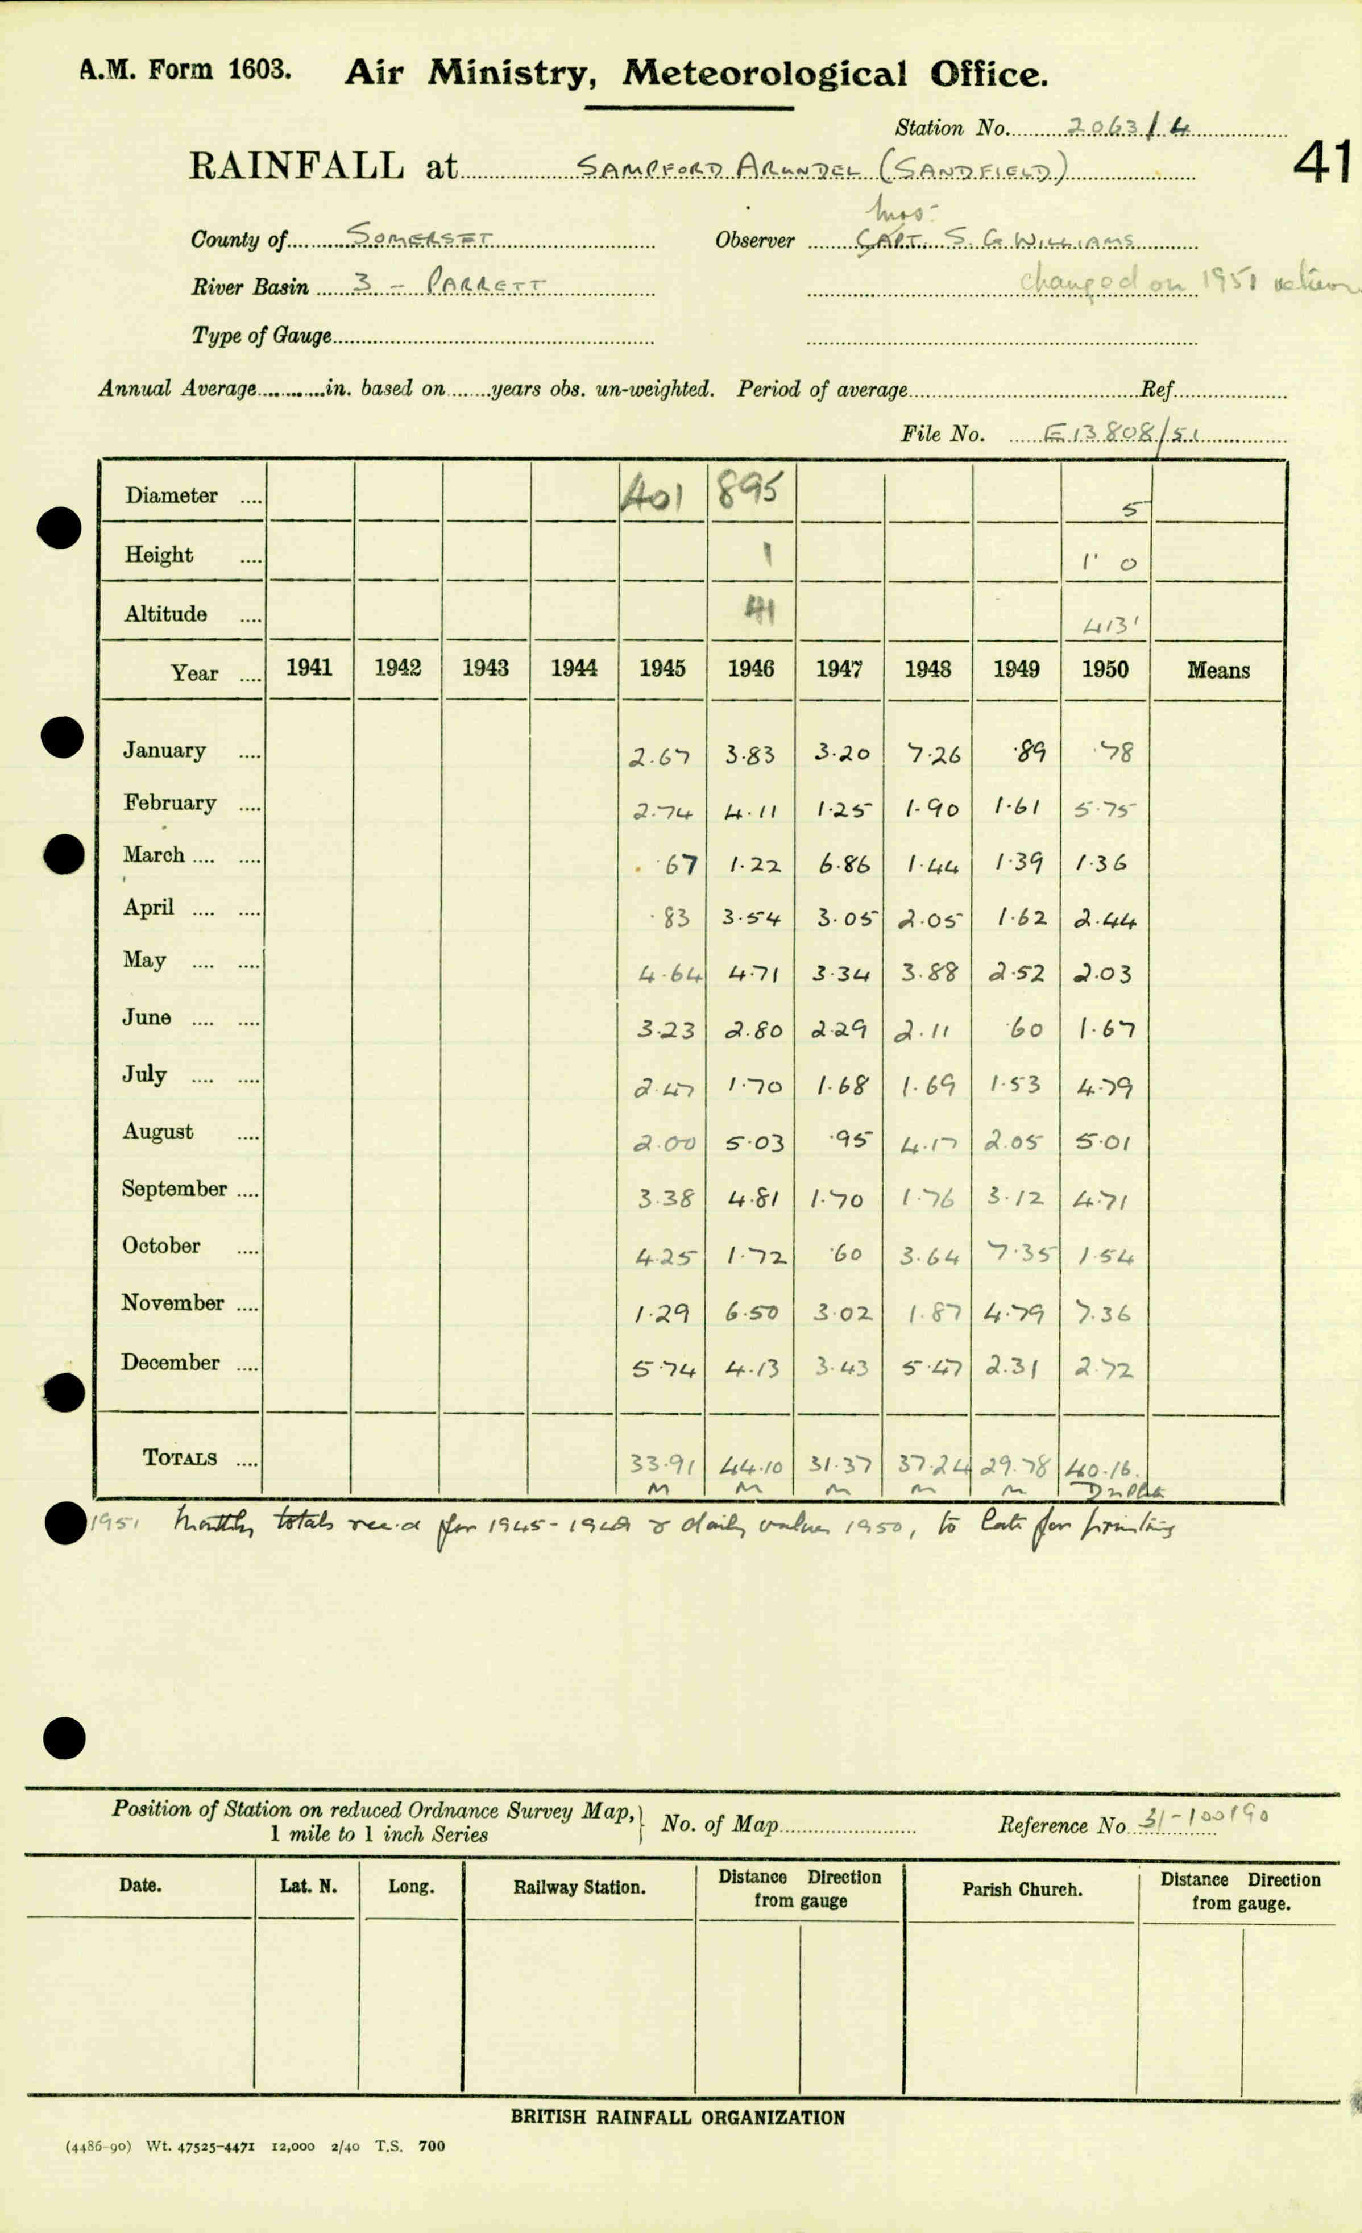 A.M. Form 1603. Air Ministry, Meteorological Office.
Station No. 2063/4
41
RAINFALL at SAMPFORD ARUNDEL (SANDFIELD)
Mrs.
County of SOMERSET Observer CAPT. S. G WILLIAMS
River Basin 3 - PARRETT changed on 1951 return
Type of Gauge
Annual Average in. based on years obs. un-weighted. Period of average Ref.
File No. E 13808/51
Diameter .... 401 895 5
Height .... 1 1' 0
Altitude .... 41 413'
Year .... 1941 1942 1943 1944 1945 1946 1947 1948 1949 1950 Means
January .... 2.67 3.83 3.20 7.26 .89 .78
February .... 2.74 4.11 1.25 1.90 1.61 5.75
March .... .... .67 1.22 6.86 1.44 1.39 1.36
April .... .... .83 3.54 3.05 2.05 1.62 2.44
May .... .... 4.64 4.71 3.34 3.88 2.52 2.03
June .... .... 3.23 2.80 2.29 2.11 .60 1.67
July .... .... 2.47 1.70 1.68 1.69 1.53 4.79
August .... 2.00 5.03 .95 4.17 2.05 5.01
September .... 3.38 4.81 1.70 1.76 3.12 4.71
October .... 4.25 1.72 .60 3.64 7.35 1.54
November .... 1.29 6.50 3.02 1.87 4.79 7.36
December .... 5.74 4.13 3.43 5.47 2.31 2.72
TOTALS .... 33.91 44.10 31.37 37.24 29.78 40.16
M M M M M
1951 Monthly totals rec.d for 1945-1949 & daily values 1950, to late for printing
Position of Station on reduced Ordnance Survey Map, } No. of Map Reference No. 31-100190
1 mile to 1 inch Series
Date. Lat. N. Long. Railway Station. Distance Direction from gauge Parish Church. Distance Direction from gauge.
BRITISH RAINFALL ORGANIZATION
(4486-90) Wt. 47525-4471 12,000 2/40 T.S. 700